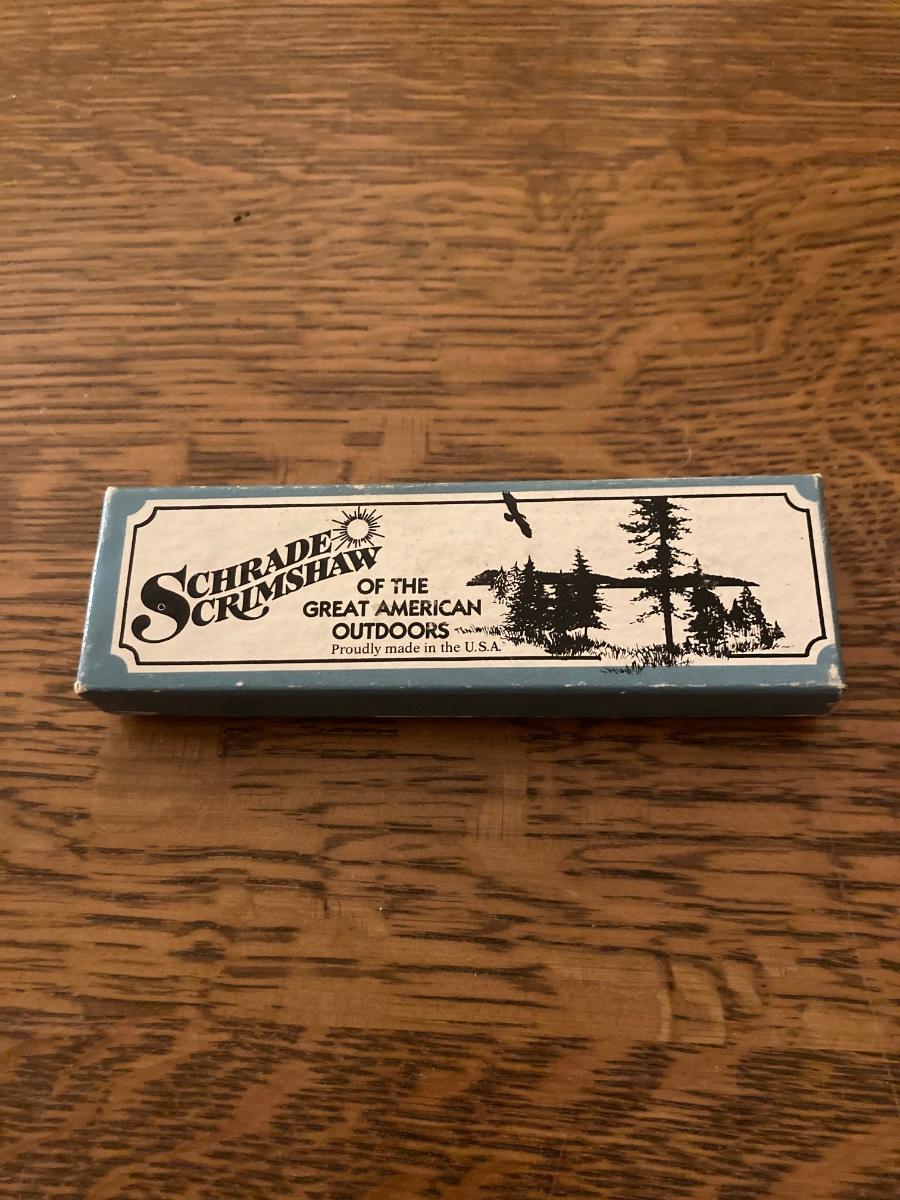 SCHRADE
SCRIMSHAW
OF THE
GREAT AMERICAN
OUTDOORS
Proudly made in the U.S.A.